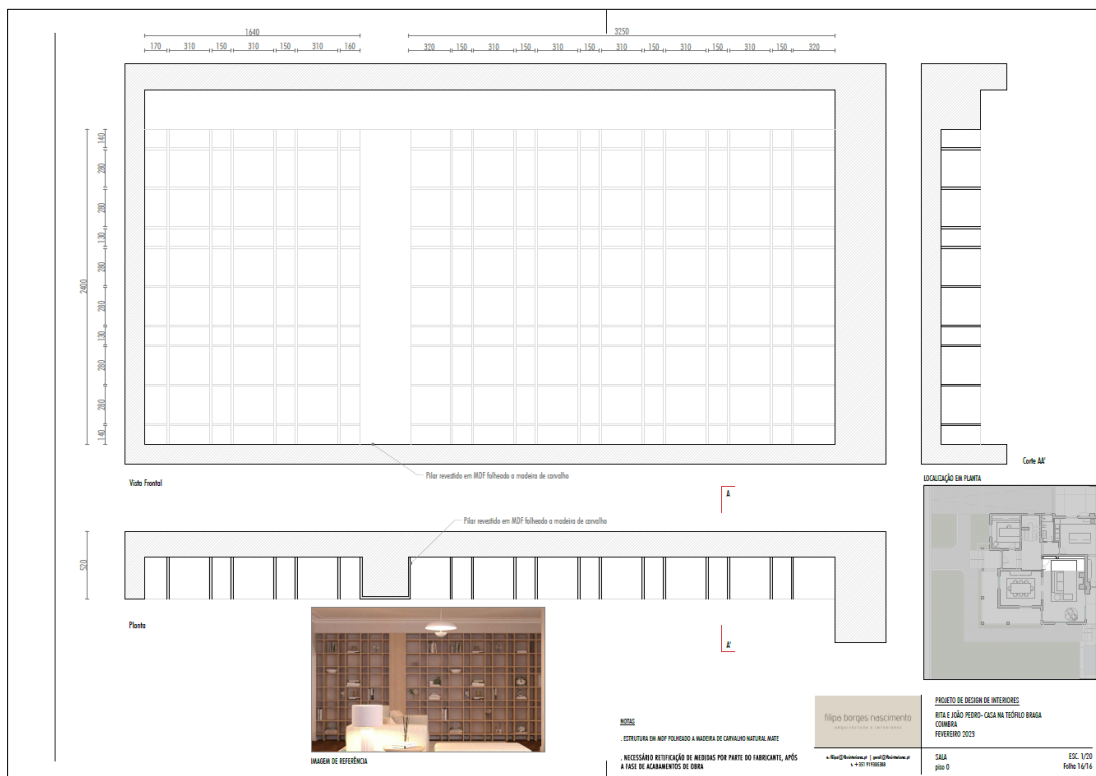 1640
3250
170 310 150 310 150 310 160
320 150 310 150 310 150 310 150 310 150 310 150 320
2400
140
280
280
130
280
280
130
280
280
140
Pilar revestido em MDF folheado a madeira de carvalho
Vista Frontal
Corte AA'
LOCALIZAÇÃO EM PLANTA
A
Pilar revestido em MDF folheado a madeira de carvalho
520
Planta
A'
IMAGEM DE REFERÊNCIA
NOTAS
. ESTRUTURA EM MDF FOLHEADO A MADEIRA DE CARVALHO NATURAL MATE
. NECESSÁRIO RETIFICAÇÃO DE MEDIDAS POR PARTE DO FABRICANTE, APÓS
A FASE DE ACABAMENTOS DE OBRA
filipa borges nascimento
PROJETO DE DESIGN DE INTERIORES
RITA E JOÃO PEDRO- CASA NA TEÓFILO BRAGA
COIMBRA
FEVEREIRO 2023
SALA
piso 0
ESC. 1/20
Folha 16/16